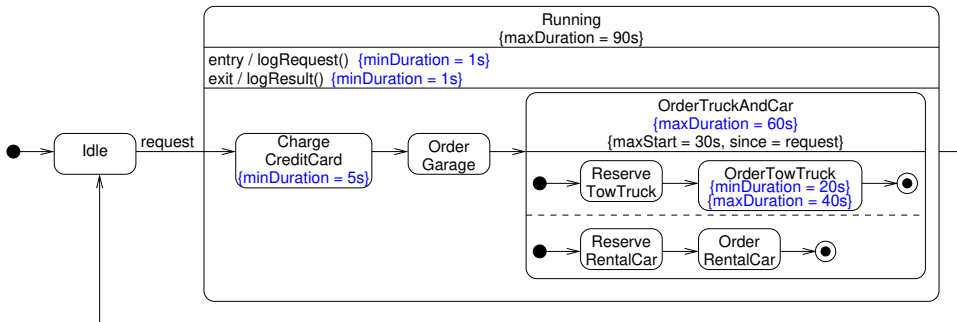 Running
{maxDuration = 90s}
entry / logRequest() {minDuration = 1s}
exit / logResult() {minDuration = 1s}
OrderTruckAndCar
{maxDuration = 60s}
{maxStart = 30s, since = request}
Idle
request
Charge
CreditCard
{minDuration = 5s}
Order
Garage
Reserve
TowTruck
OrderTowTruck
{minDuration = 20s}
{maxDuration = 40s}
Reserve
RentalCar
Order
RentalCar